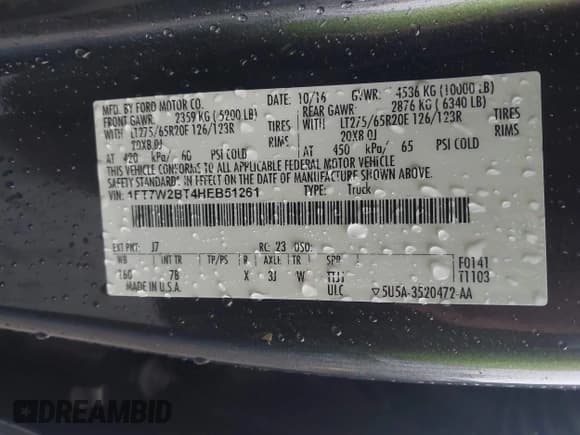 MFD. BY FORD MOTOR CO.
10/16 GVWR: 4536 KG (10000 LB)
FRONT GAWR: 2359 KG (5200 LB)
REAR GAWR: 2876 KG (6340 LB)
WITH LT275/65R20E 126/123R TIRES
WITH LT275/65R20E 126/123R TIRES
20X8.0J RIMS
20X8.0J RIMS
AT 420 kPa/ 60 PSI COLD
AT 450 kPa/ 65 PSI COLD
THIS VEHICLE CONFORMS TO ALL APPLICABLE FEDERAL MOTOR VEHICLE
SAFETY STANDARDS IN EFFECT ON THE DATE OF MANUFACTURE SHOWN ABOVE.
VIN: 1FT7W2BT4HEB51261 TYPE: Truck
EXT PNT: J7 RC: 23 DSO:
WB INT TR TP/PS R AXLE TR SPR F0141
160 7B X 3J W TTJJ T1103
MADE IN U.S.A. ULC 5U5A-3520472-AA
DREAMBID